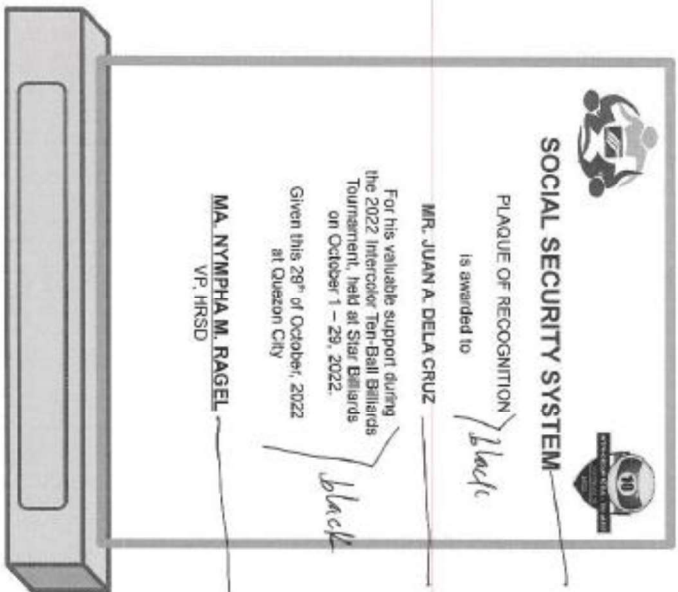 SOCIAL SECURITY SYSTEM
PLAQUE OF RECOGNITION
is awarded to
black
MR. JUAN A. DELA CRUZ
For his valuable support during
the 2022 Intercolor Ten-Ball Billiards
Tournament, held at Star Billiards
on October 1 – 29, 2022.
black
Given this 29th of October, 2022
at Quezon City
MA. NYMPHA M. RAGEL
VP, HRSD
10